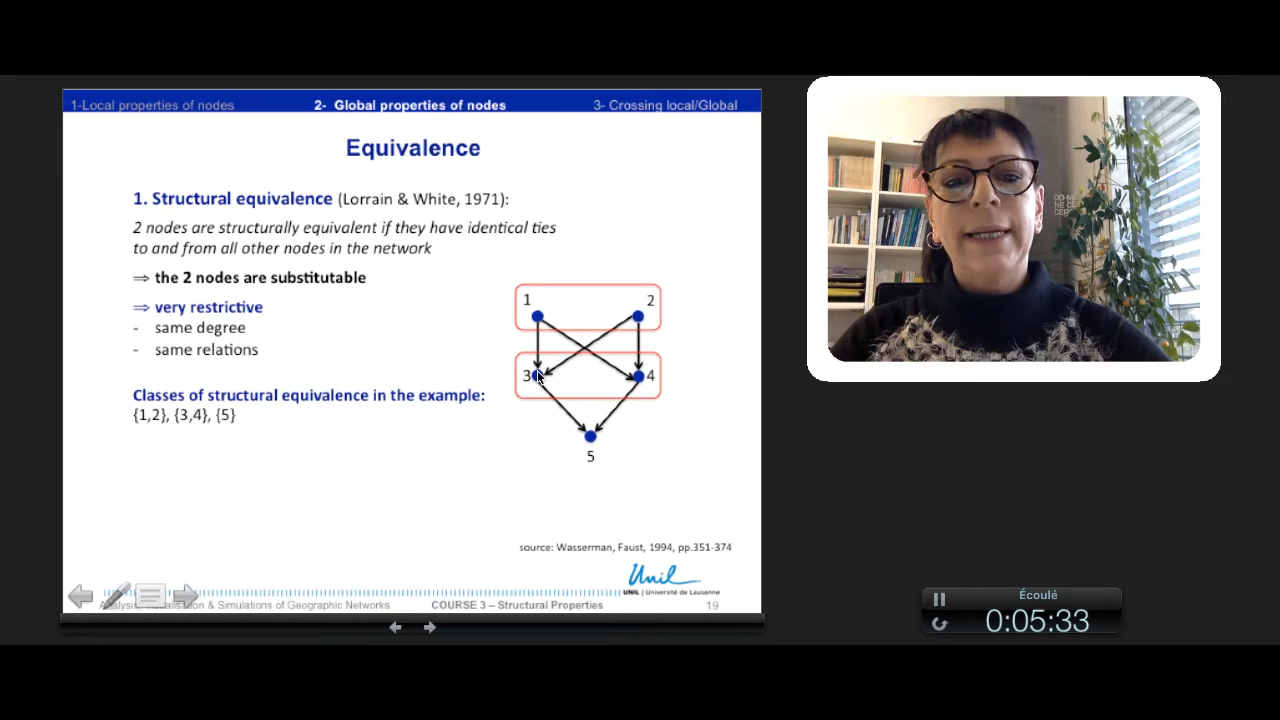 1-Local properties of nodes
2- Global properties of nodes
3- Crossing local/Global
Equivalence
1. Structural equivalence (Lorrain & White, 1971):
2 nodes are structurally equivalent if they have identical ties
to and from all other nodes in the network
⇒ the 2 nodes are substitutable
⇒ very restrictive
- same degree
- same relations
Classes of structural equivalence in the example:
{1,2}, {3,4}, {5}
1
2
3
4
5
source: Wasserman, Faust, 1994, pp.351-374
Unil
UNIL | Université de Lausanne
& Simulations of Geographic Networks
COURSE 3 – Structural Properties
19
Écoulé
0:05:33